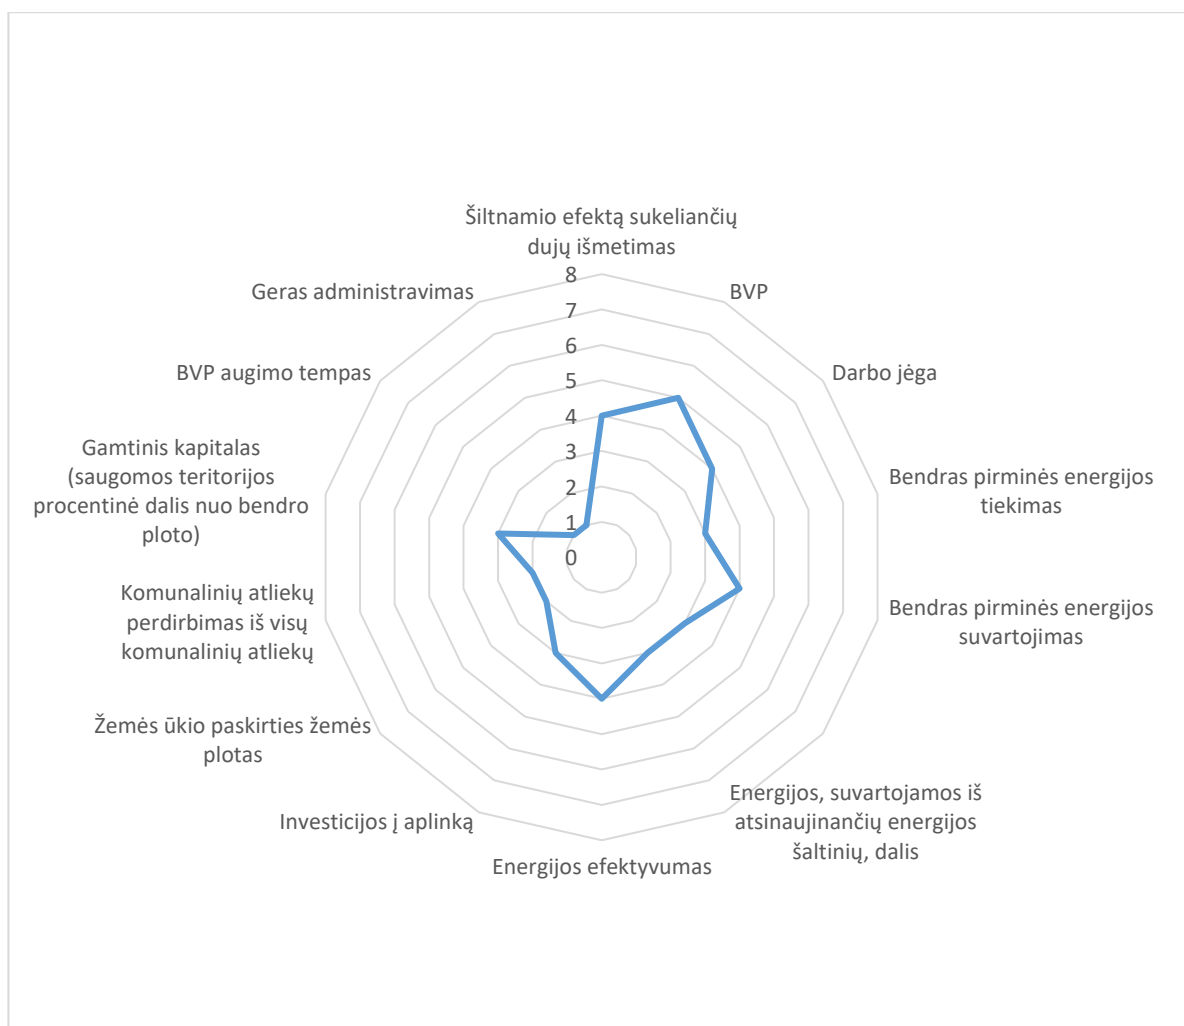 Šiltnamio efektą sukeliančių
dujų išmetimas
BVP
Darbo jėga
Bendras pirminės energijos
tiekimas
Bendras pirminės energijos
suvartojimas
Energijos, suvartojamos iš
atsinaujinančių energijos
šaltinių, dalis
Energijos efektyvumas
Investicijos į aplinką
Žemės ūkio paskirties žemės
plotas
Komunalinių atliekų
perdirbimas iš visų
komunalinių atliekų
Gamtinis kapitalas
(saugomos teritorijos
procentinė dalis nuo bendro
ploto)
BVP augimo tempas
Geras administravimas
8
7
6
5
4
3
2
1
0